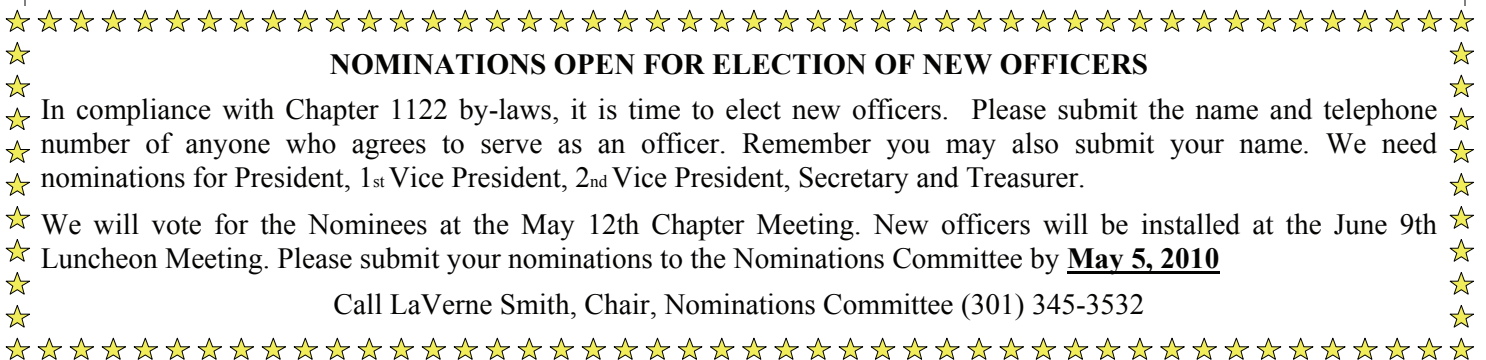 NOMINATIONS OPEN FOR ELECTION OF NEW OFFICERS
In compliance with Chapter 1122 by-laws, it is time to elect new officers.  Please submit the name and telephone
number of anyone who agrees to serve as an officer. Remember you may also submit your name. We need
nominations for President, 1st Vice President, 2nd Vice President, Secretary and Treasurer.
We will vote for the Nominees at the May 12th Chapter Meeting. New officers will be installed at the June 9th
Luncheon Meeting. Please submit your nominations to the Nominations Committee by May 5, 2010
Call LaVerne Smith, Chair, Nominations Committee (301) 345-3532